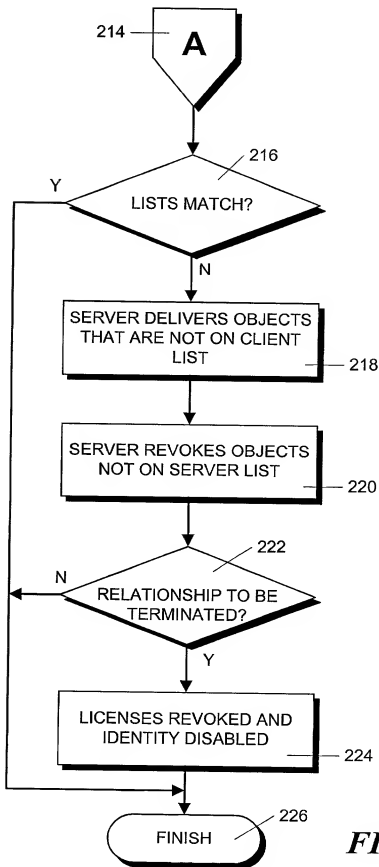 214
A
216
Y
LISTS MATCH?
N
SERVER DELIVERS OBJECTS
THAT ARE NOT ON CLIENT
LIST
218
SERVER REVOKES OBJECTS
NOT ON SERVER LIST
220
222
N
RELATIONSHIP TO BE
TERMINATED?
Y
LICENSES REVOKED AND
IDENTITY DISABLED
224
226
FINISH